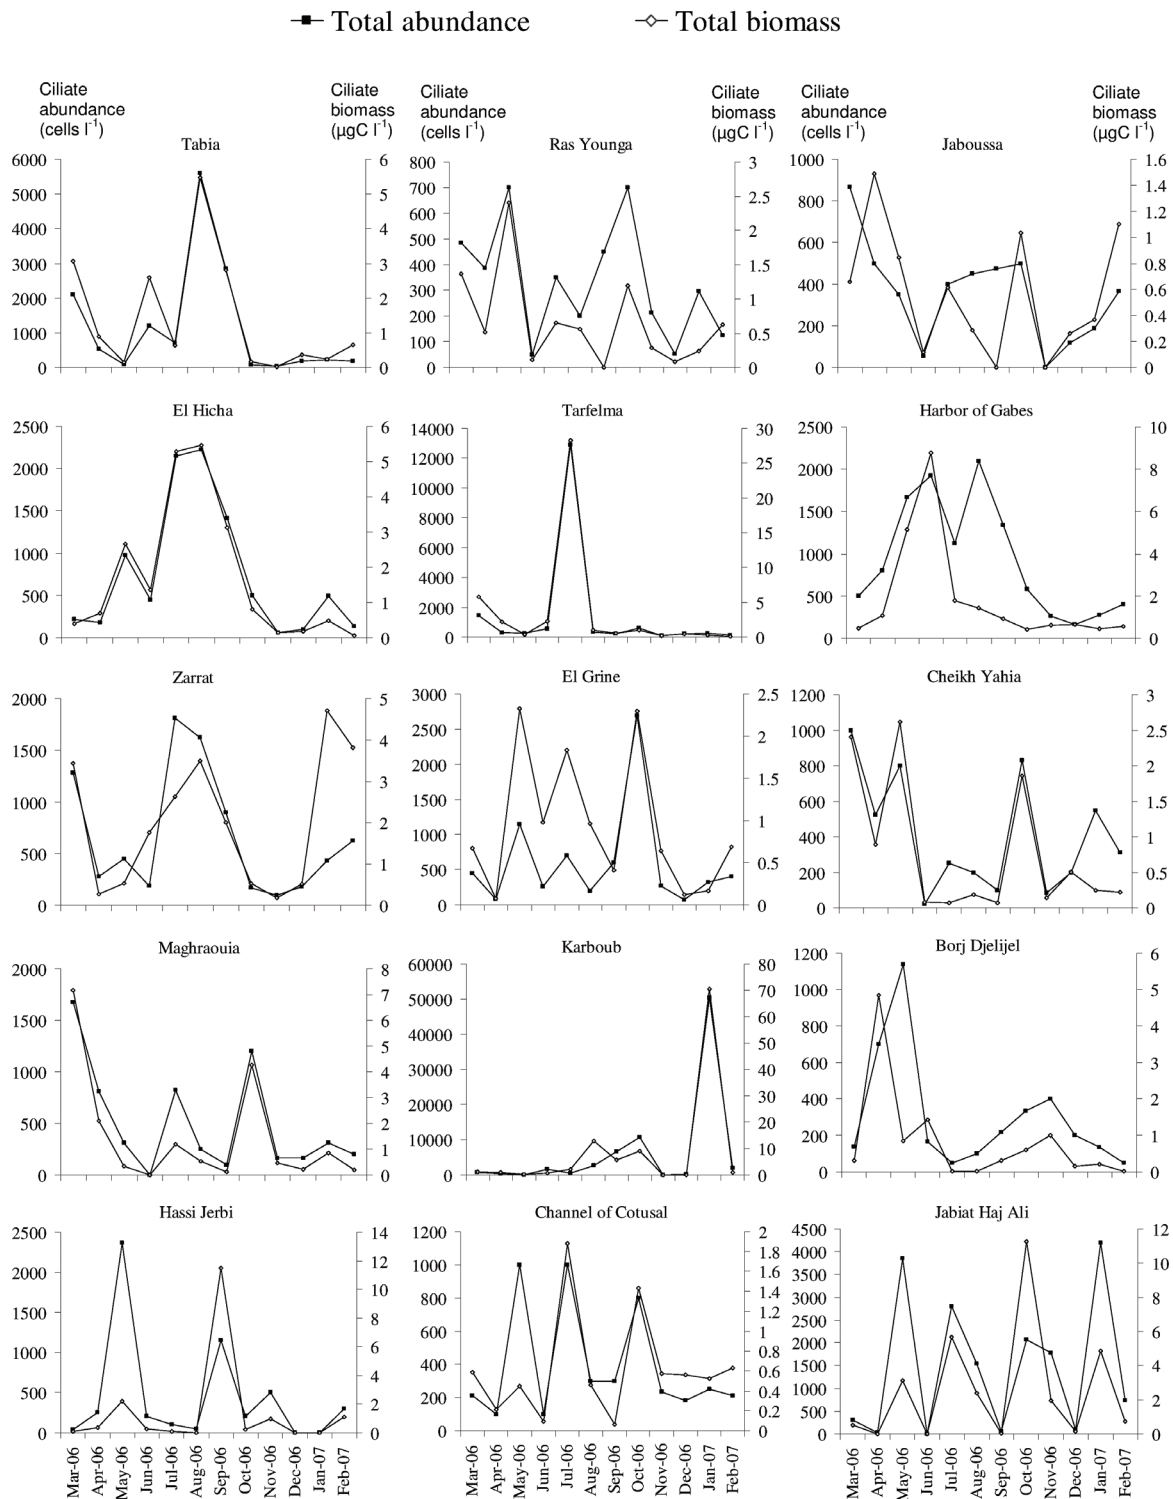 Total abundance Total biomass
Ciliate abundance (cells l⁻¹) Ciliate biomass (µgC l⁻¹) Ciliate abundance (cells l⁻¹) Ciliate biomass (µgC l⁻¹) Ciliate abundance (cells l⁻¹) Ciliate biomass (µgC l⁻¹)
Tabia
6000 5000 4000 3000 2000 1000 0
6 5 4 3 2 1 0
Ras Younga
800 700 600 500 400 300 200 100 0
3 2.5 2 1.5 1 0.5 0
Jaboussa
1000 800 600 400 200 0
1.6 1.4 1.2 1 0.8 0.6 0.4 0.2 0
El Hicha
2500 2000 1500 1000 500 0
6 5 4 3 2 1 0
Tarfelma
14000 12000 10000 8000 6000 4000 2000 0
30 25 20 15 10 5 0
Harbor of Gabes
2500 2000 1500 1000 500 0
10 8 6 4 2 0
Zarrat
2000 1500 1000 500 0
5 4 3 2 1 0
El Grine
3000 2500 2000 1500 1000 500 0
2.5 2 1.5 1 0.5 0
Cheikh Yahia
1200 1000 800 600 400 200 0
3 2.5 2 1.5 1 0.5 0
Maghraouia
2000 1500 1000 500 0
8 7 6 5 4 3 2 1 0
Karboub
60000 50000 40000 30000 20000 10000 0
80 70 60 50 40 30 20 10 0
Borj Djelijel
1200 1000 800 600 400 200 0
6 5 4 3 2 1 0
Hassi Jerbi
2500 2000 1500 1000 500 0
14 12 10 8 6 4 2 0
Channel of Cotusal
1200 1000 800 600 400 200 0
2 1.8 1.6 1.4 1.2 1 0.8 0.6 0.4 0.2 0
Jabiat Haj Ali
4500 4000 3500 3000 2500 2000 1500 1000 500 0
12 10 8 6 4 2 0
Mar-06 Apr-06 May-06 Jun-06 Jul-06 Aug-06 Sep-06 Oct-06 Nov-06 Dec-06 Jan-07 Feb-07
Mar-06 Apr-06 May-06 Jun-06 Jul-06 Aug-06 Sep-06 Oct-06 Nov-06 Dec-06 Jan-07 Feb-07
Mar-06 Apr-06 May-06 Jun-06 Jul-06 Aug-06 Sep-06 Oct-06 Nov-06 Dec-06 Jan-07 Feb-07